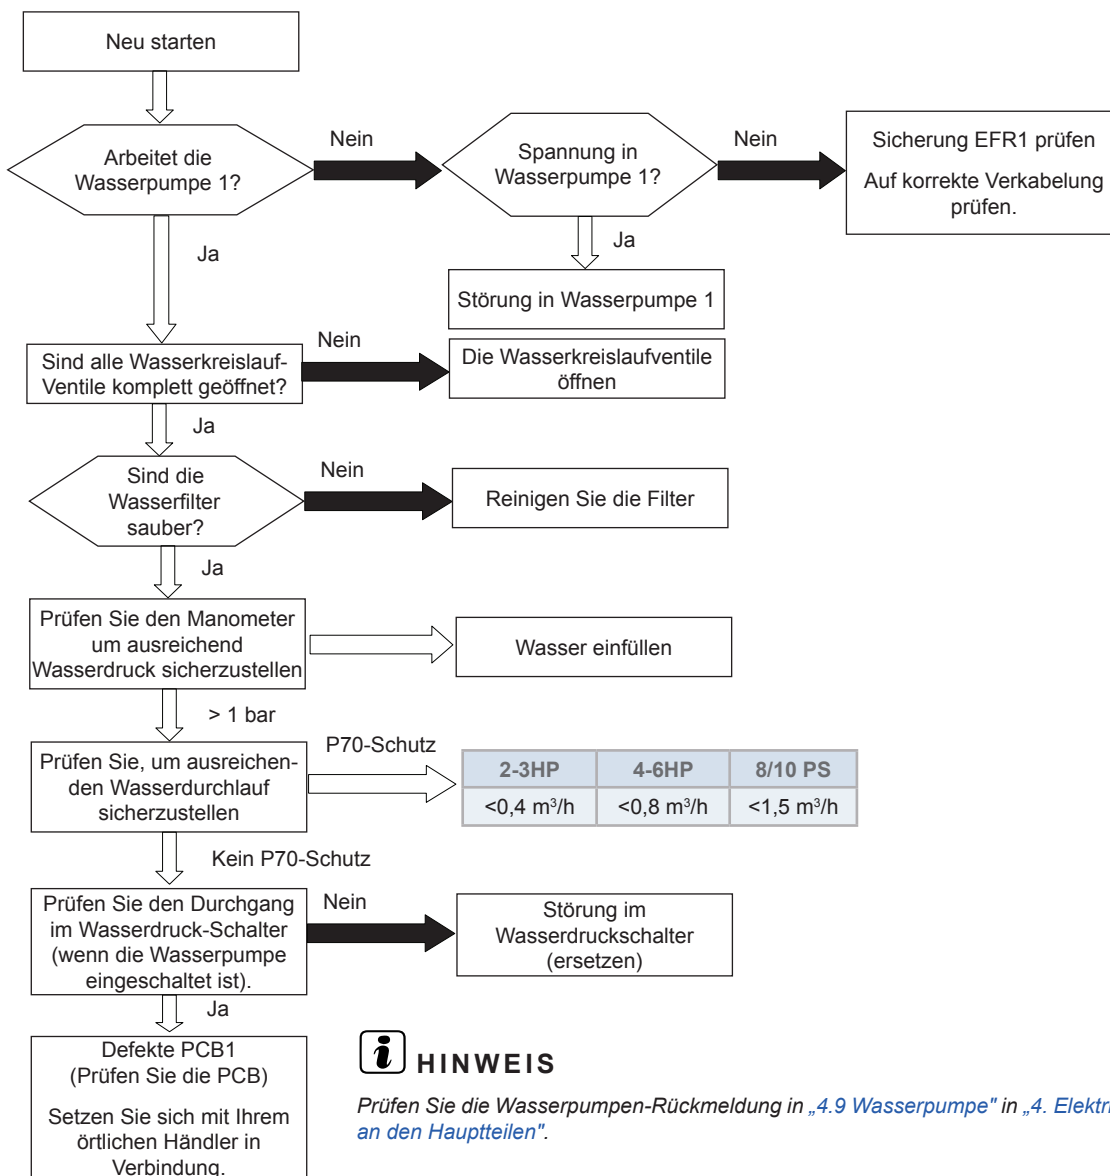 Neu starten
Arbeitet die
Wasserpumpe 1?
Nein
Spannung in
Wasserpumpe 1?
Nein
Sicherung EFR1 prüfen
Auf korrekte Verkabelung
prüfen.
Ja
Ja
Störung in Wasserpumpe 1
Sind alle Wasserkreislauf-
Ventile komplett geöffnet?
Nein
Die Wasserkreislaufventile
öffnen
Ja
Sind die
Wasserfilter
sauber?
Nein
Reinigen Sie die Filter
Ja
Prüfen Sie den Manometer
um ausreichend
Wasserdruck sicherzustellen
Wasser einfüllen
> 1 bar
Prüfen Sie, um ausreichen-
den Wasserdurchlauf
sicherzustellen
P70-Schutz
2-3HP 4-6HP 8/10 PS
<0,4 m³/h <0,8 m³/h <1,5 m³/h
Kein P70-Schutz
Prüfen Sie den Durchgang
im Wasserdruck-Schalter
(wenn die Wasserpumpe
eingeschaltet ist).
Nein
Störung im
Wasserdruckschalter
(ersetzen)
Ja
Defekte PCB1
(Prüfen Sie die PCB)
Setzen Sie sich mit Ihrem
örtlichen Händler in
Verbindung.
i HINWEIS
Prüfen Sie die Wasserpumpen-Rückmeldung in „4.9 Wasserpumpe" in „4.
an den Hauptteilen".